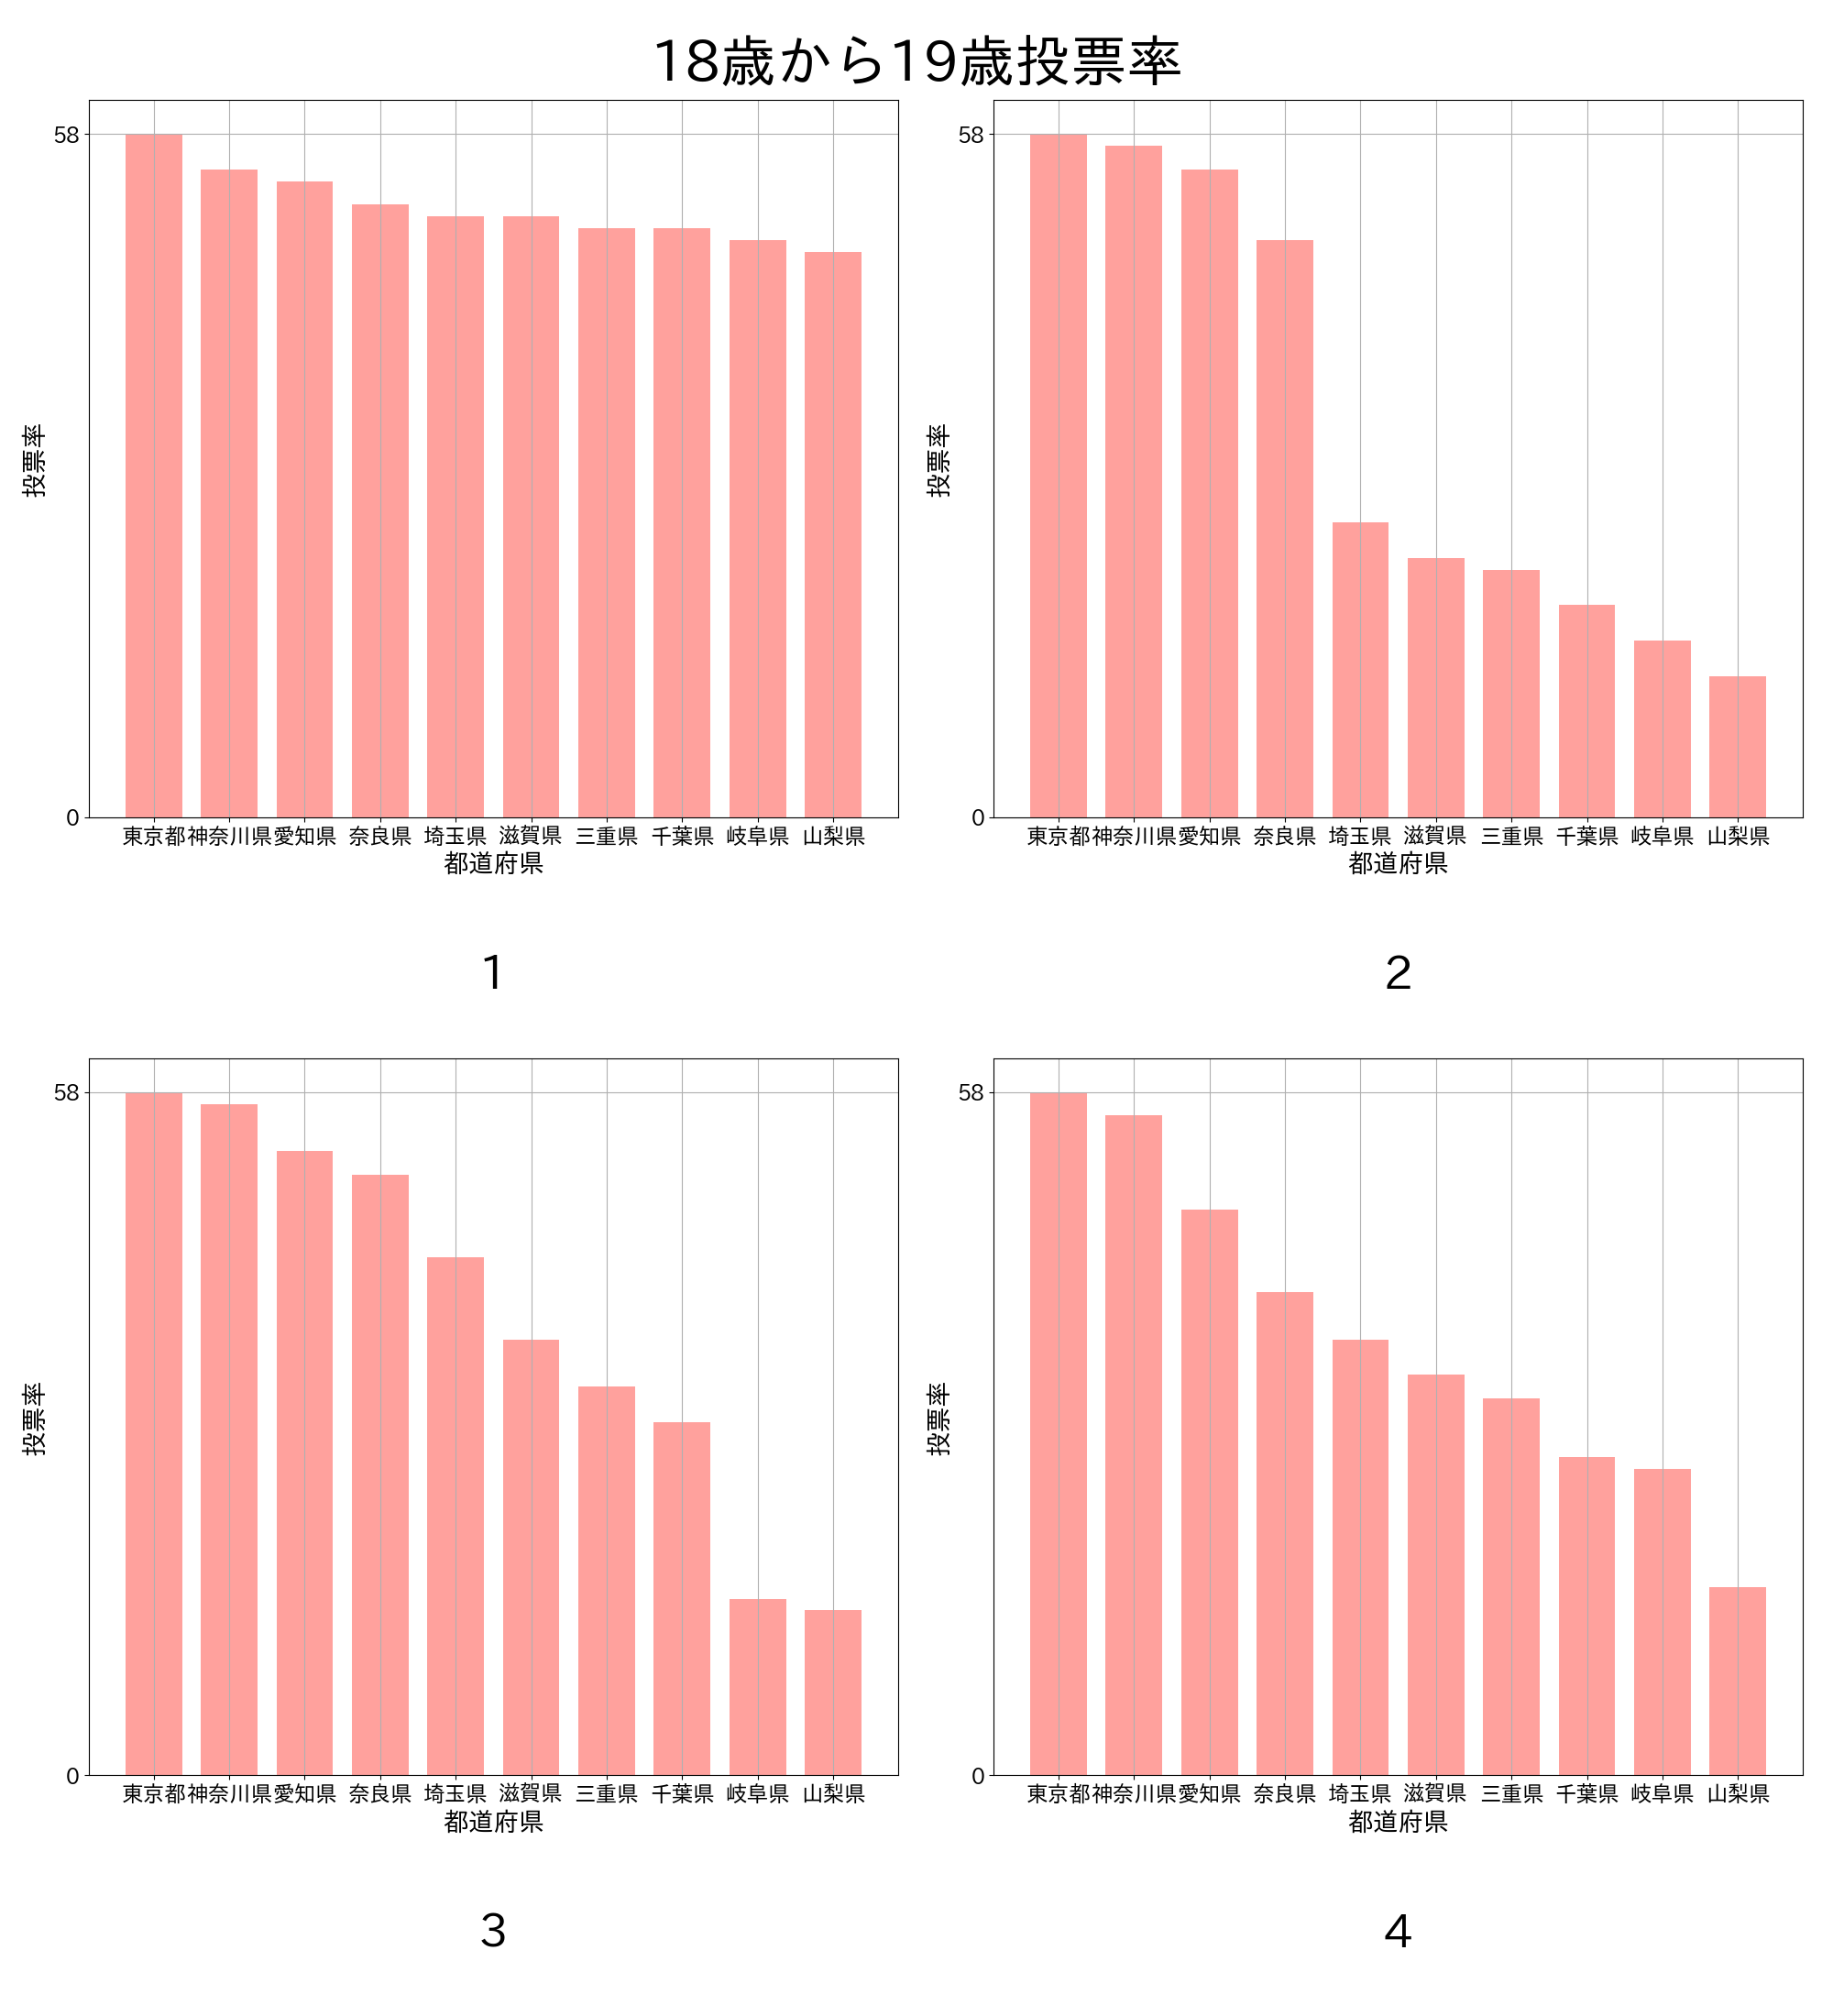 18歳から19歳投票率
58
0
投票率
東京都 神奈川県 愛知県 奈良県 埼玉県 滋賀県 三重県 千葉県 岐阜県 山梨県
都道府県
1
58
0
投票率
東京都 神奈川県 愛知県 奈良県 埼玉県 滋賀県 三重県 千葉県 岐阜県 山梨県
都道府県
2
58
0
投票率
東京都 神奈川県 愛知県 奈良県 埼玉県 滋賀県 三重県 千葉県 岐阜県 山梨県
都道府県
3
58
0
投票率
東京都 神奈川県 愛知県 奈良県 埼玉県 滋賀県 三重県 千葉県 岐阜県 山梨県
都道府県
4